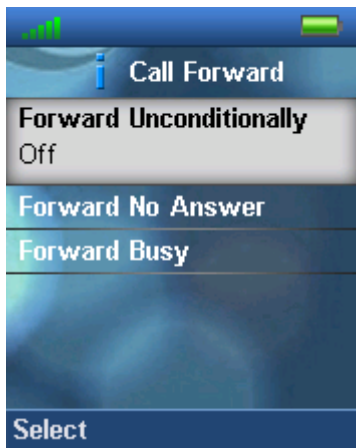 Call Forward
Forward Unconditionally
Off
Forward No Answer
Forward Busy
Select